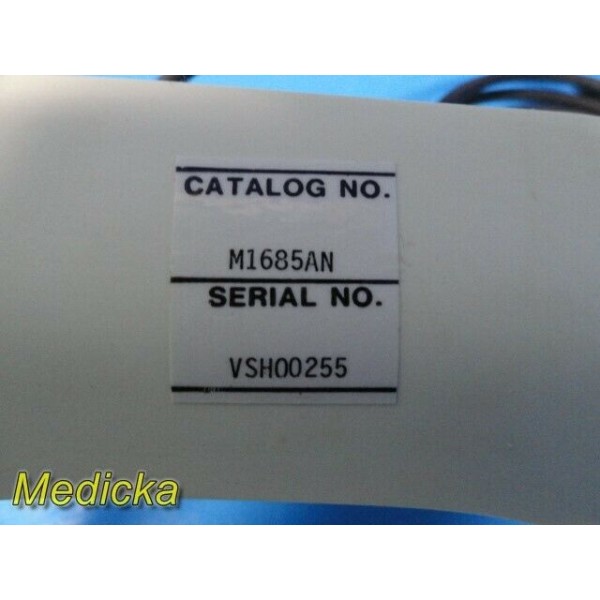 CATALOG NO.
M1685AN
SERIAL NO.
VSH00255
Medicka